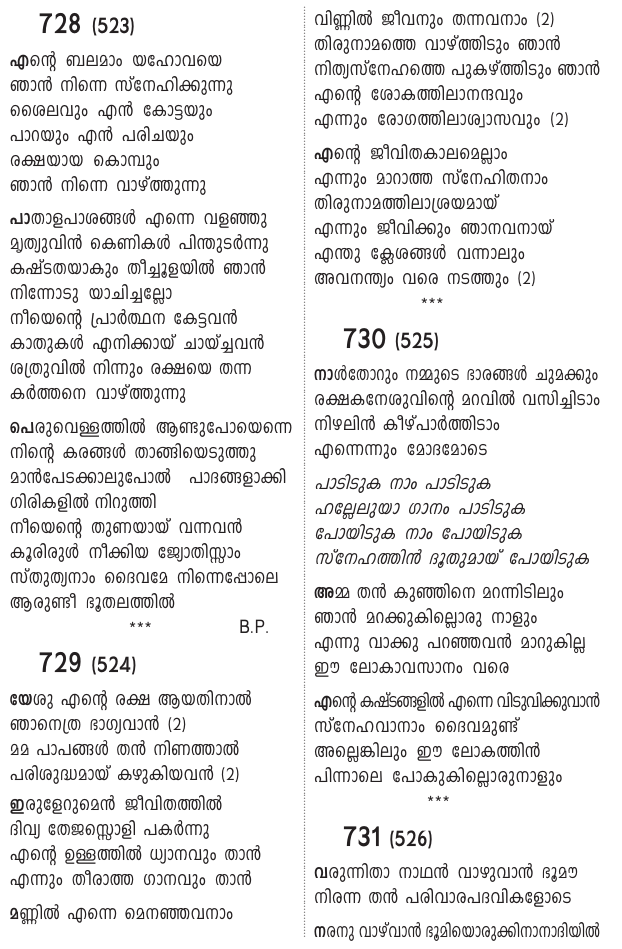 728 (523)
എന്റെ ബലമാം യഹോവയെ
ഞാൻ നിന്നെ സ്നേഹിക്കുന്നു
ശൈലവും എൻ കോട്ടയും
പാറയും എൻ പരിചയും
രക്ഷയായ കൊമ്പും
ഞാൻ നിന്നെ വാഴ്ത്തുന്നു
പാതാളപാശങ്ങൾ എന്നെ വളഞ്ഞു
മൃത്യുവിൻ കെണികൾ പിന്തുടർന്നു
കഷ്ടതയാകും തീച്ചൂളയിൽ ഞാൻ
നിന്നോടു യാചിച്ചല്ലോ
നീയെന്റെ പ്രാർത്ഥന കേട്ടവൻ
കാതുകൾ എനിക്കായ് ചായ്ച്ചവൻ
ശത്രുവിൽ നിന്നും രക്ഷയെ തന്ന
കർത്തനെ വാഴ്ത്തുന്നു
പെരുവെള്ളത്തിൽ ആണ്ടുപോയെന്നെ
നിന്റെ കരങ്ങൾ താങ്ങിയെടുത്തു
മാൻപേടക്കാലുപോൽ പാദങ്ങളാക്കി
ഗിരികളിൽ നിറുത്തി
നീയെന്റെ തുണയായ് വന്നവൻ
കൂരിരുൾ നീക്കിയ ജ്യോതിസ്സാം
സ്തുത്യനാം ദൈവമേ നിന്നെപ്പോലെ
ആരുണ്ടീ ഭൂതലത്തിൽ
*** B.P.
729 (524)
യേശു എന്റെ രക്ഷ ആയതിനാൽ
ഞാനെത്ര ഭാഗ്യവാൻ (2)
മമ പാപങ്ങൾ തൻ നിണത്താൽ
പരിശുദ്ധമായ് കഴുകിയവൻ (2)
ഇരുളേറുമെൻ ജീവിതത്തിൽ
ദിവ്യ തേജസ്സൊളി പകർന്നു
എന്റെ ഉള്ളത്തിൽ ധ്യാനവും താൻ
എന്നും തീരാത്ത ഗാനവും താൻ
മണ്ണിൽ എന്നെ മെനഞ്ഞവനാം
വിണ്ണിൽ ജീവനും തന്നവനാം (2)
തിരുനാമത്തെ വാഴ്ത്തിടും ഞാൻ
നിത്യസ്നേഹത്തെ പുകഴ്ത്തിടും ഞാൻ
എന്റെ ശോകത്തിലാനന്ദവും
എന്നും രോഗത്തിലാശ്വാസവും (2)
എന്റെ ജീവിതകാലമെല്ലാം
എന്നും മാറാത്ത സ്നേഹിതനാം
തിരുനാമത്തിലാശ്രയമായ്
എന്നും ജീവിക്കും ഞാനവനായ്
എന്തു ക്ലേശങ്ങൾ വന്നാലും
അവനന്ത്യം വരെ നടത്തും (2)
***
730 (525)
നാൾതോറും നമ്മുടെ ഭാരങ്ങൾ ചുമക്കും
രക്ഷകനേശുവിന്റെ മറവിൽ വസിച്ചിടാം
നിഴലിൻ കീഴ്പാർത്തിടാം
എന്നെന്നും മോദമോടെ
പാടിടുക നാം പാടിടുക
ഹല്ലേലുയാ ഗാനം പാടിടുക
പോയിടുക നാം പോയിടുക
സ്നേഹത്തിൻ ദൂതുമായ് പോയിടുക
അമ്മ തൻ കുഞ്ഞിനെ മറന്നിടിലും
ഞാൻ മറക്കുകില്ലൊരു നാളും
എന്നു വാക്കു പറഞ്ഞവൻ മാറുകില്ല
ഈ ലോകാവസാനം വരെ
എന്റെ കഷ്ടങ്ങളിൽ എന്നെ വിടുവിക്കുവാൻ
സ്നേഹവാനാം ദൈവമുണ്ട്
അല്ലെങ്കിലും ഈ ലോകത്തിൻ
പിന്നാലെ പോകുകില്ലൊരുനാളും
***
731 (526)
വരുന്നിതാ നാഥൻ വാഴുവാൻ ഭൂമൗ
നിരന്ന തൻ പരിവാരപദവികളോടെ
നരനു വാഴ്‌വാൻ ഭൂമിയൊരുക്കിനാനാദിയിൽ